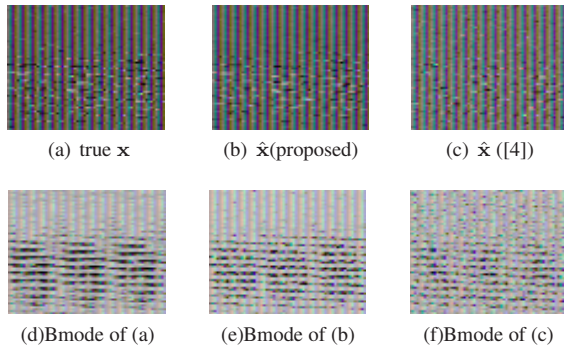 (a) true x
(b) x̂(proposed)
(c) x̂ ([4])
(d)Bmode of (a)
(e)Bmode of (b)
(f)Bmode of (c)